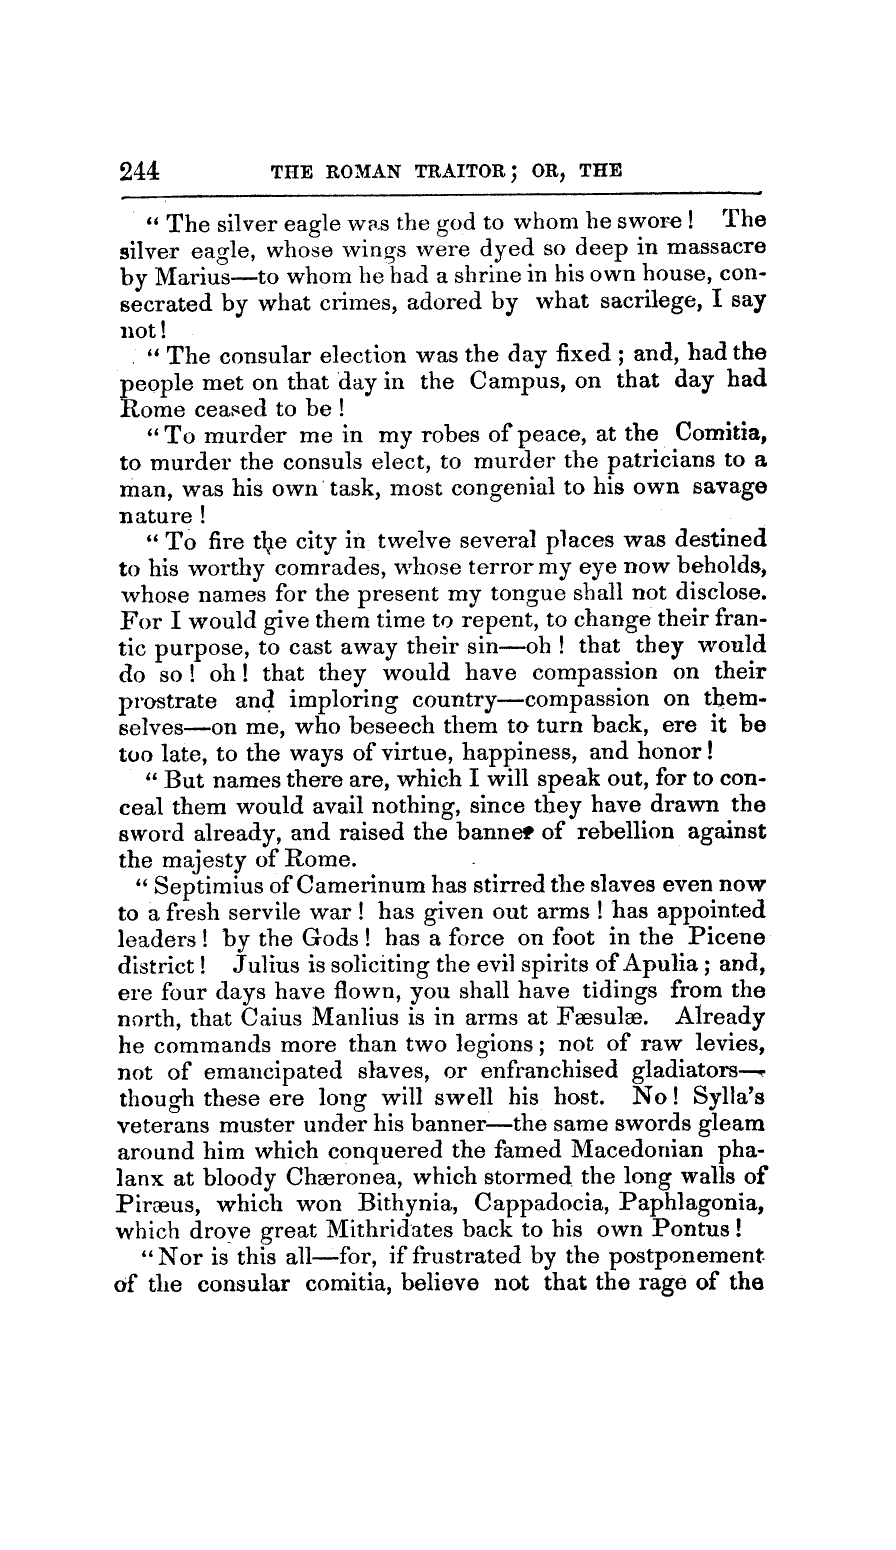 244 THE ROMAN TRAITOR; OR, THE
“ The silver eagle was the god to whom he swore ! The
silver eagle, whose wings were dyed so deep in massacre
by Marius—to whom he had a shrine in his own house, con-
secrated by what crimes, adored by what sacrilege, I say
not!
“ The consular election was the day fixed ; and, had the
people met on that day in the Campus, on that day had
Rome ceased to be !
“To murder me in my robes of peace, at the Comitia,
to murder the consuls elect, to murder the patricians to a
man, was his own task, most congenial to his own savage
nature !
“ To fire the city in twelve several places was destined
to his worthy comrades, whose terror my eye now beholds,
whose names for the present my tongue shall not disclose.
For I would give them time to repent, to change their fran-
tic purpose, to cast away their sin—oh ! that they would
do so ! oh ! that they would have compassion on their
prostrate and imploring country—compassion on them-
selves—on me, who beseech them to turn back, ere it be
too late, to the ways of virtue, happiness, and honor !
“ But names there are, which I will speak out, for to con-
ceal them would avail nothing, since they have drawn the
sword already, and raised the banner of rebellion against
the majesty of Rome.
“ Septimius of Camerinum has stirred the slaves even now
to a fresh servile war ! has given out arms ! has appointed
leaders ! by the Gods ! has a force on foot in the Picene
district ! Julius is soliciting the evil spirits of Apulia ; and,
ere four days have flown, you shall have tidings from the
north, that Caius Manlius is in arms at Fæsulæ. Already
he commands more than two legions ; not of raw levies,
not of emancipated slaves, or enfranchised gladiators—
though these ere long will swell his host. No ! Sylla's
veterans muster under his banner—the same swords gleam
around him which conquered the famed Macedonian pha-
lanx at bloody Chæronea, which stormed the long walls of
Piræus, which won Bithynia, Cappadocia, Paphlagonia,
which drove great Mithridates back to his own Pontus !
“Nor is this all—for, if frustrated by the postponement
of the consular comitia, believe not that the rage of the